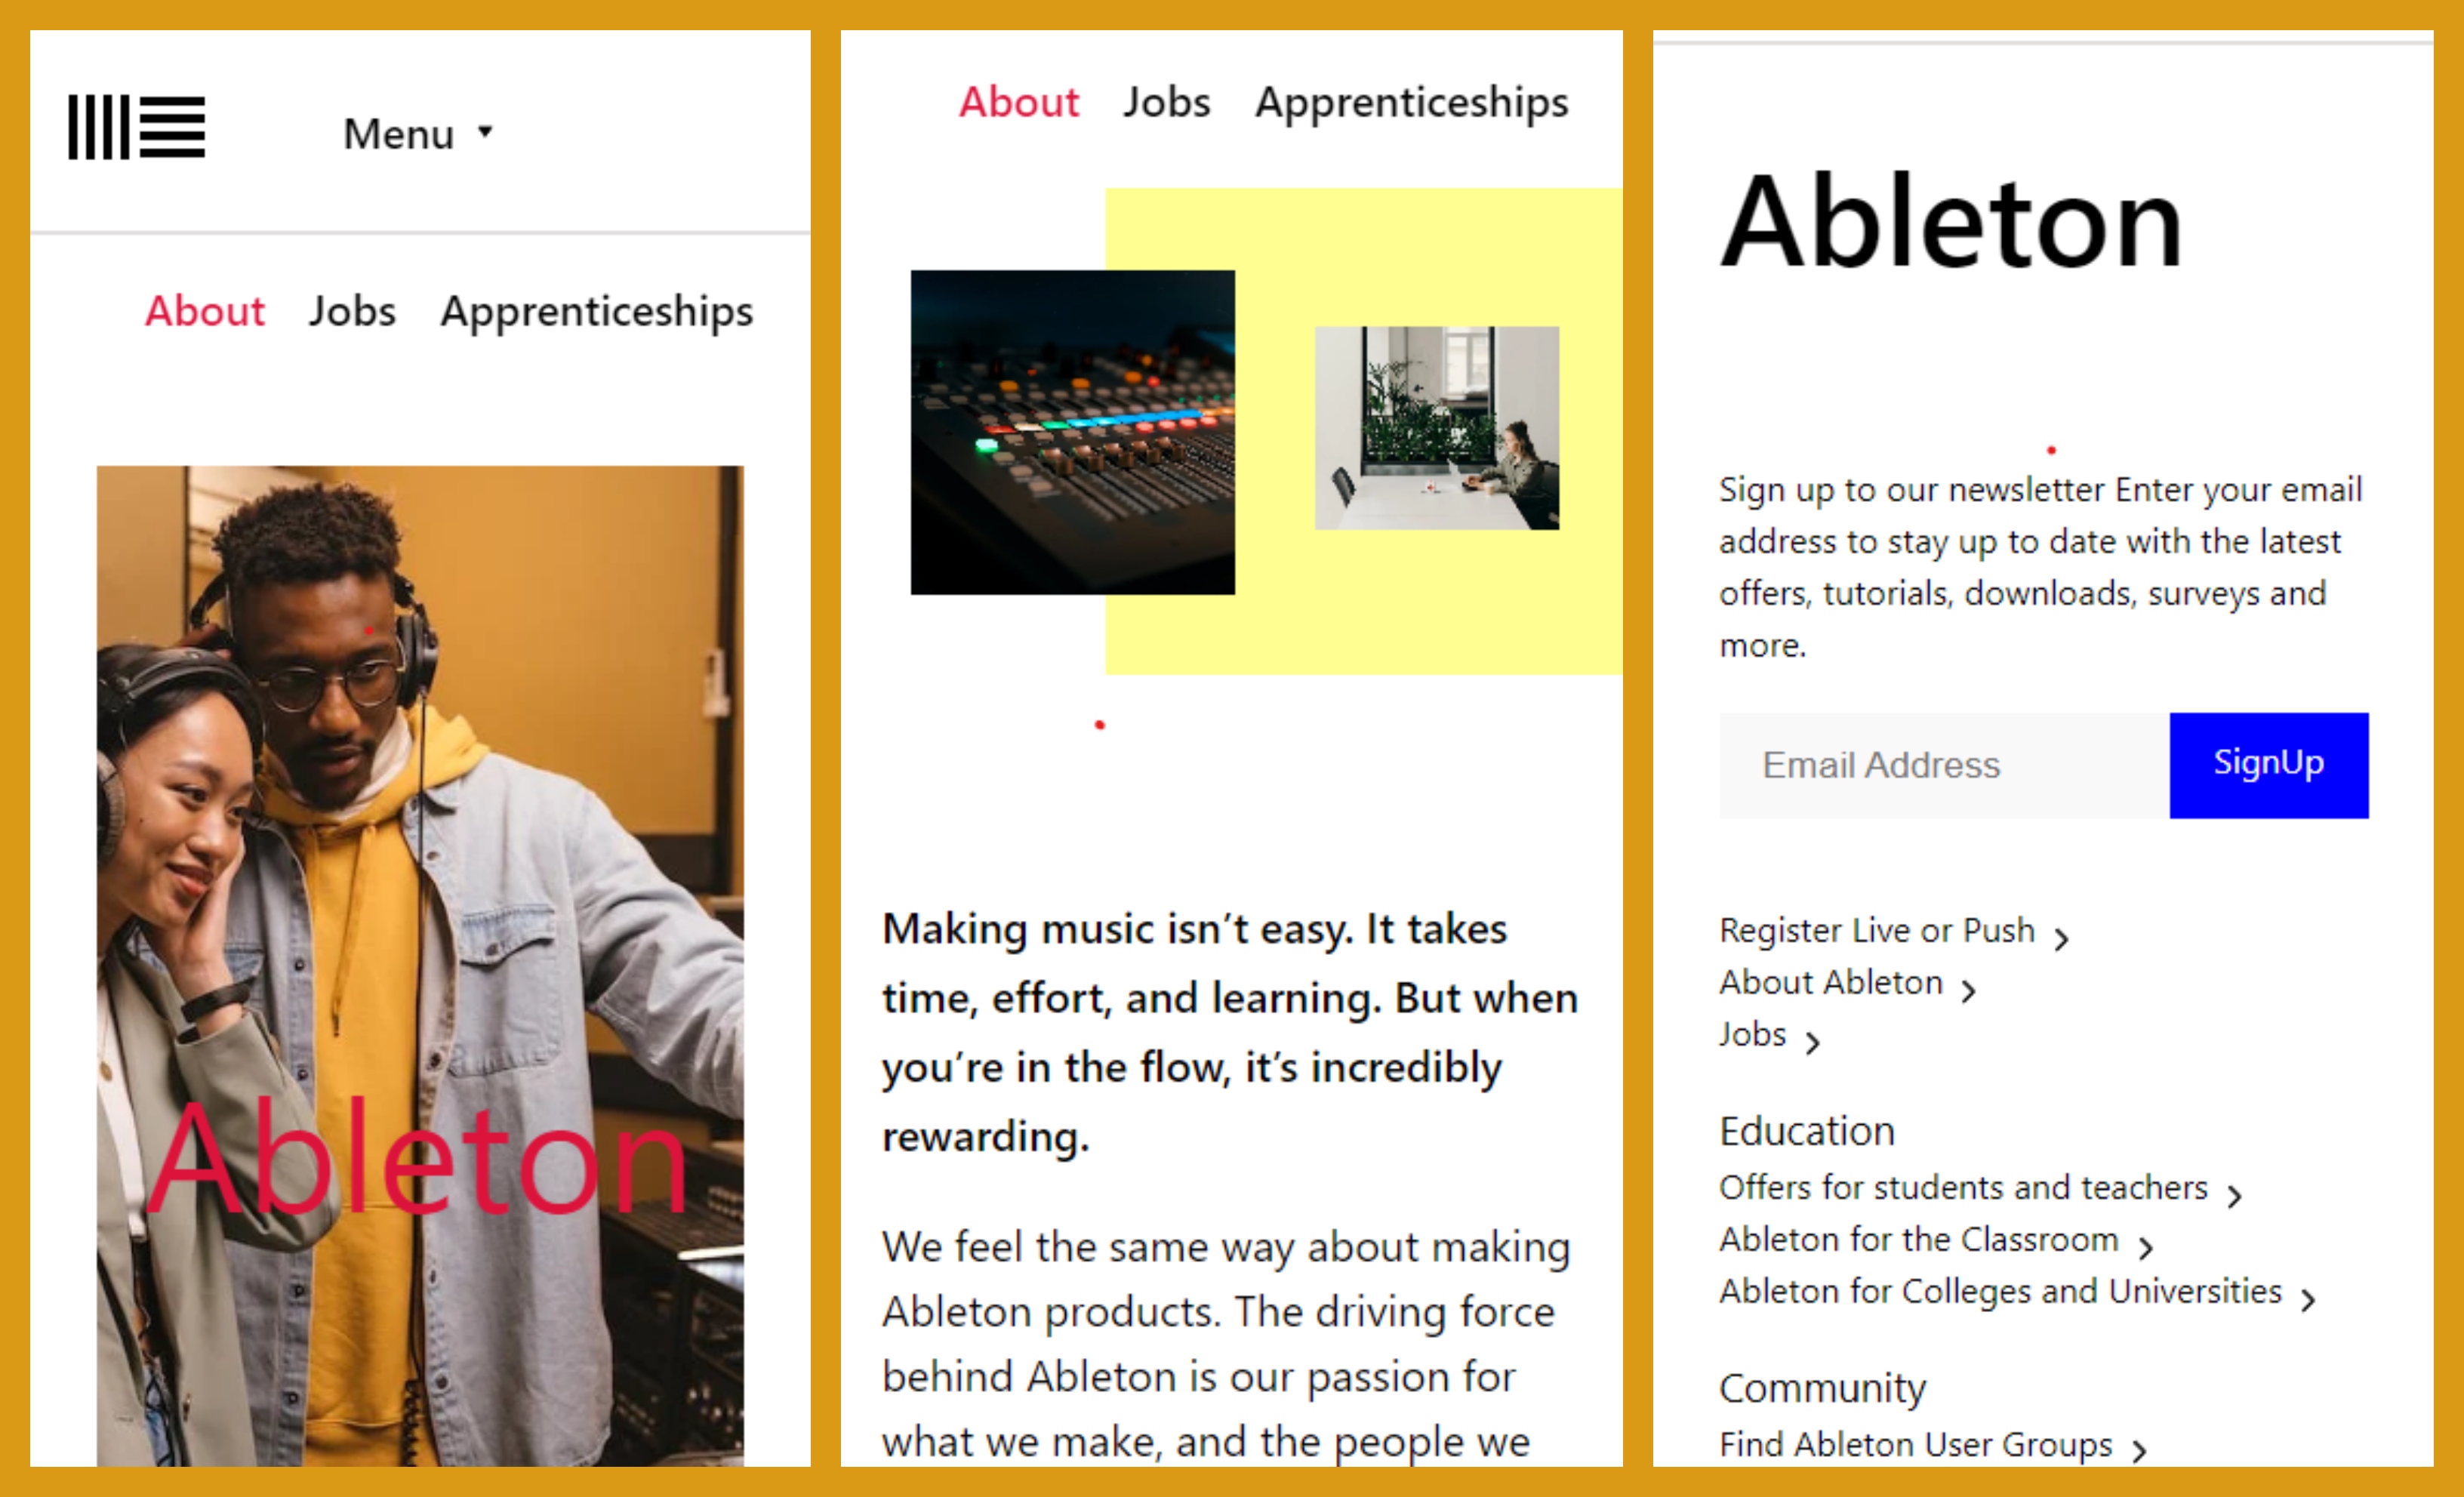 Menu
About Jobs Apprenticeships
Ableton
About Jobs Apprenticeships
Making music isn’t easy. It takes
time, effort, and learning. But when
you’re in the flow, it’s incredibly
rewarding.
We feel the same way about making
Ableton products. The driving force
behind Ableton is our passion for
what we make, and the people we
Ableton
Sign up to our newsletter Enter your email
address to stay up to date with the latest
offers, tutorials, downloads, surveys and
more.
Email Address SignUp
Register Live or Push
About Ableton
Jobs
Education
Offers for students and teachers
Ableton for the Classroom
Ableton for Colleges and Universities
Community
Find Ableton User Groups